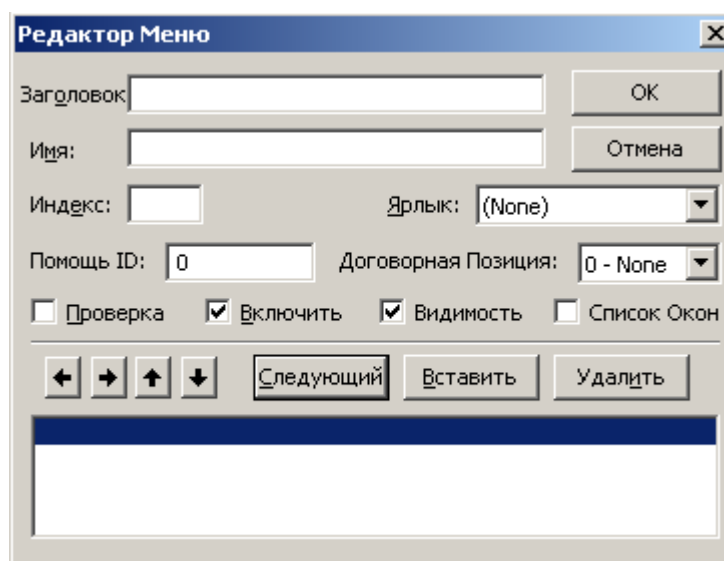 Редактор Меню
Заголовок OK
Имя: Отмена
Индекс: Ярлык: (None)
Помощь ID: 0 Договорная Позиция: 0 - None
Проверка Включить Видимость Список Окон
Следующий Вставить Удалить